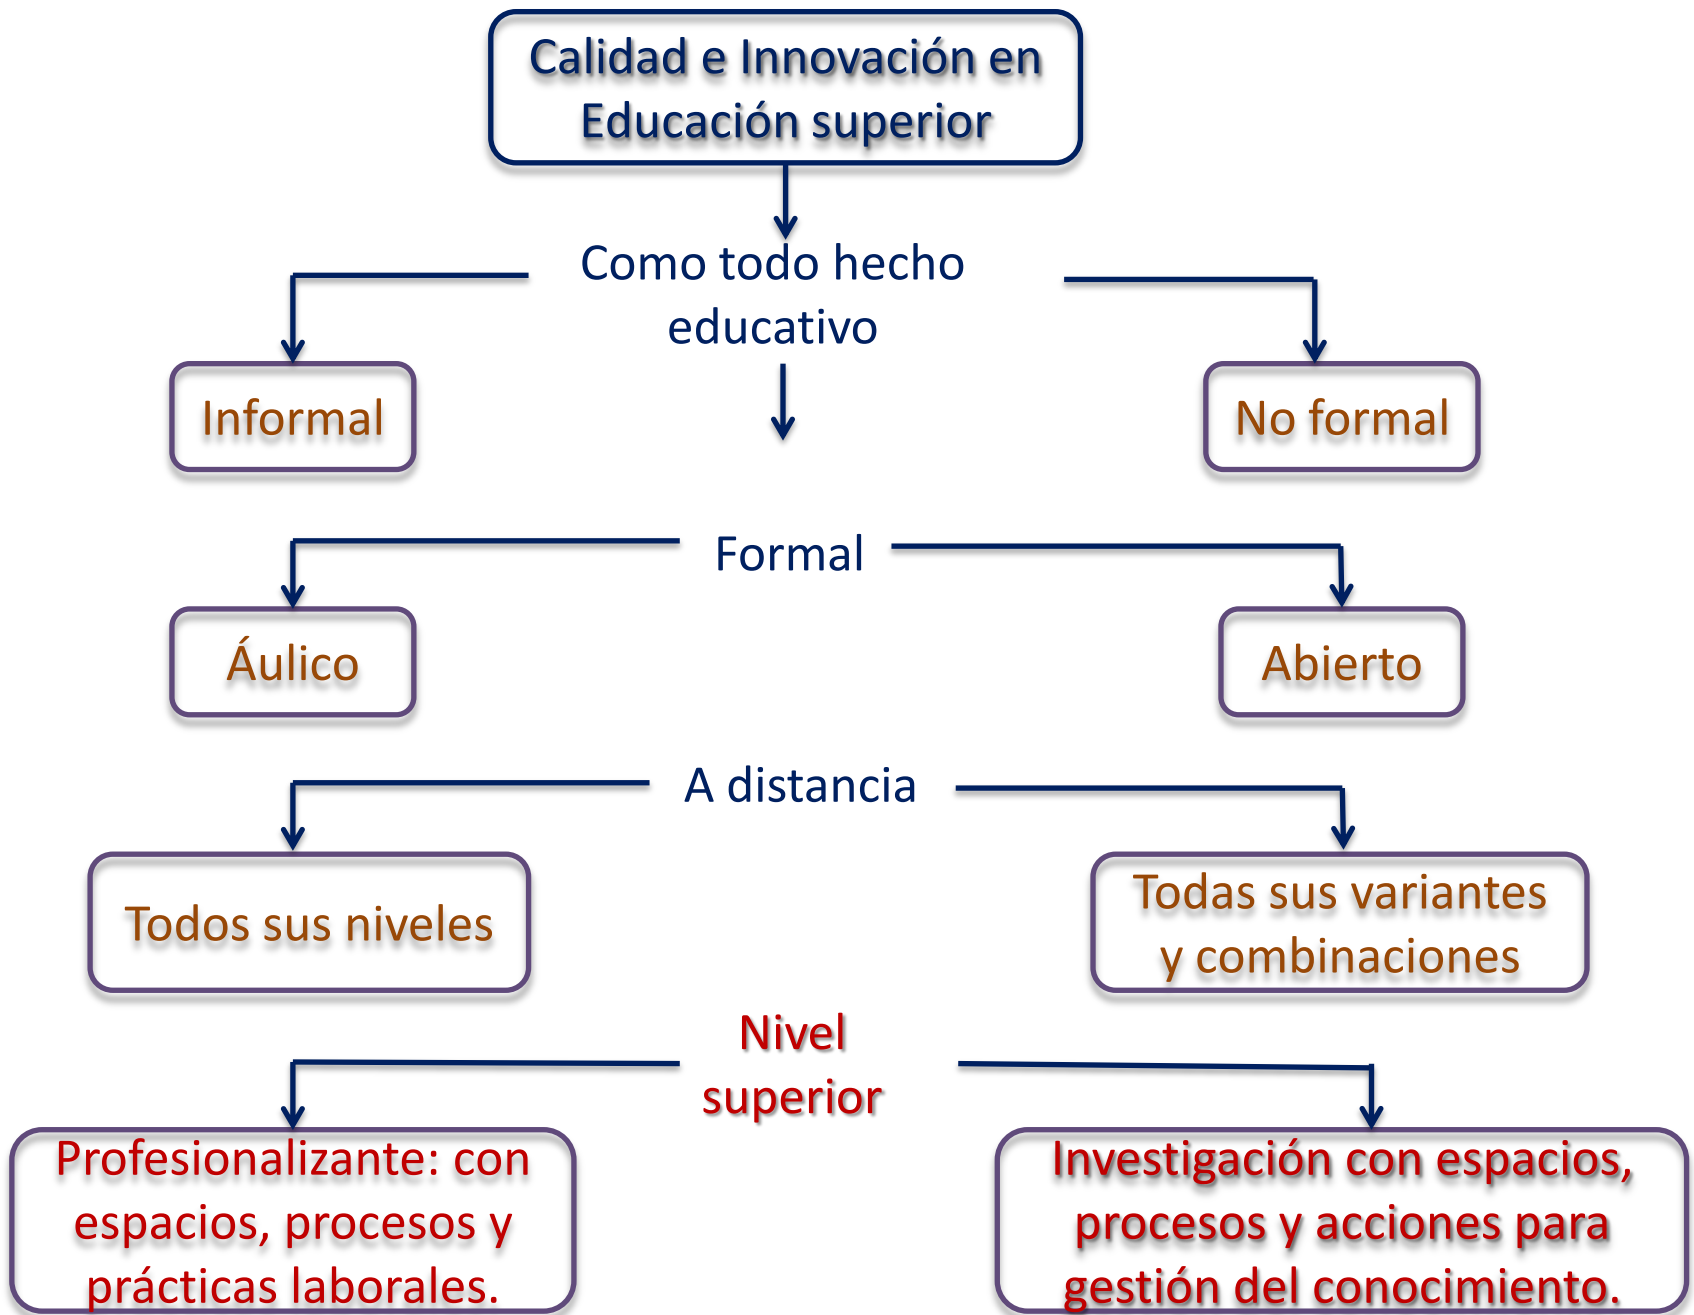 Calidad e Innovación en
Educación superior
Como todo hecho
educativo
Informal
No formal
Formal
Áulico
Abierto
A distancia
Todos sus niveles
Todas sus variantes
y combinaciones
Nivel
superior
Profesionalizante: con
espacios, procesos y
prácticas laborales.
Investigación con espacios,
procesos y acciones para
gestión del conocimiento.